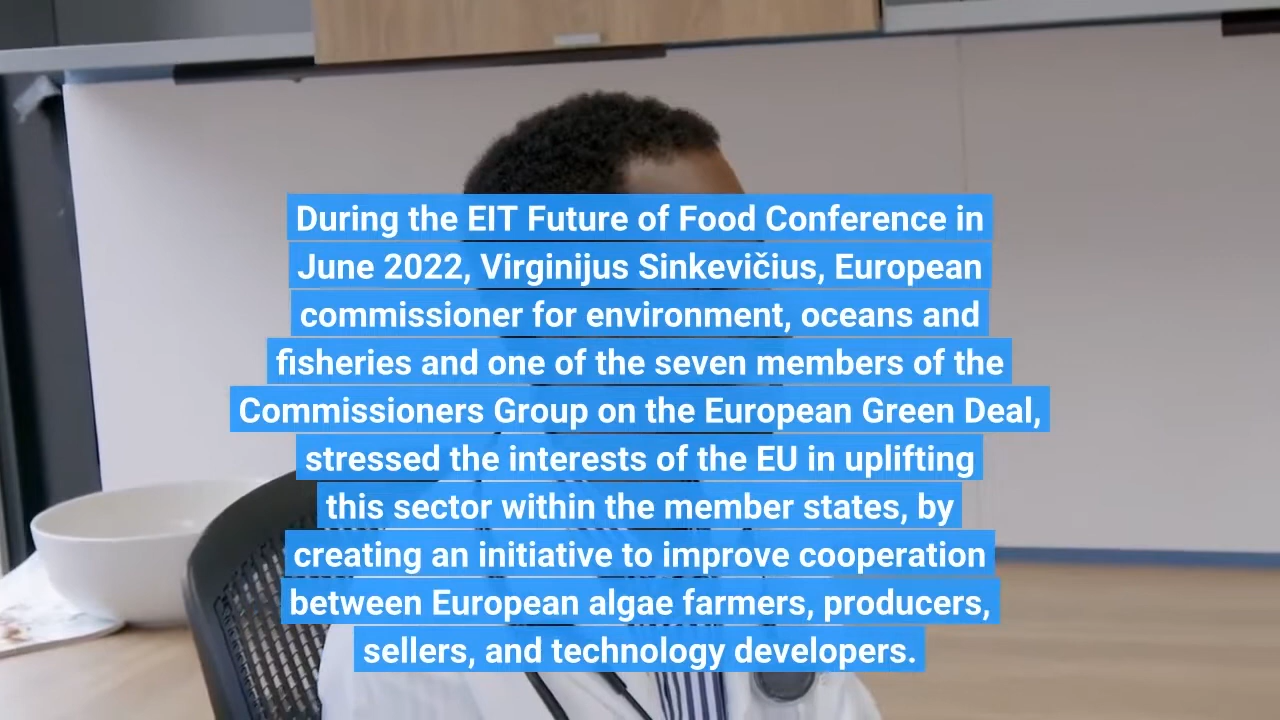 During the EIT Future of Food Conference in
June 2022, Virginijus Sinkevičius, European
commissioner for environment, oceans and
fisheries and one of the seven members of the
Commissioners Group on the European Green Deal,
stressed the interests of the EU in uplifting
this sector within the member states, by
creating an initiative to improve cooperation
between European algae farmers, producers,
sellers, and technology developers.